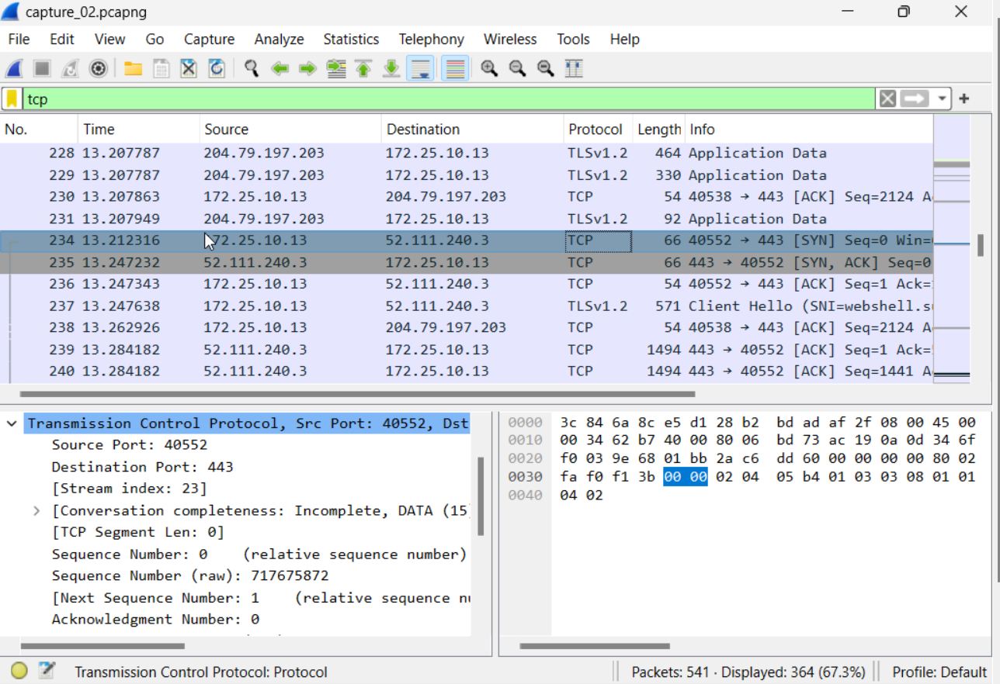 capture_02.pcapng
File Edit View Go Capture Analyze Statistics Telephony Wireless Tools Help
tcp
No. Time Source Destination Protocol Length Info
228 13.207787 204.79.197.203 172.25.10.13 TLSv1.2 464 Application Data
229 13.207787 204.79.197.203 172.25.10.13 TLSv1.2 330 Application Data
230 13.207863 172.25.10.13 204.79.197.203 TCP 54 40538 → 443 [ACK] Seq=2124 A
231 13.207949 204.79.197.203 172.25.10.13 TLSv1.2 92 Application Data
234 13.212316 172.25.10.13 52.111.240.3 TCP 66 40552 → 443 [SYN] Seq=0 Win=
235 13.247232 52.111.240.3 172.25.10.13 TCP 66 443 → 40552 [SYN, ACK] Seq=0
236 13.247343 172.25.10.13 52.111.240.3 TCP 54 40552 → 443 [ACK] Seq=1 Ack=
237 13.247638 172.25.10.13 52.111.240.3 TLSv1.2 571 Client Hello (SNI=webshell.s
238 13.262926 172.25.10.13 204.79.197.203 TCP 54 40538 → 443 [ACK] Seq=2124 A
239 13.284182 52.111.240.3 172.25.10.13 TCP 1494 443 → 40552 [ACK] Seq=1 Ack=
240 13.284182 52.111.240.3 172.25.10.13 TCP 1494 443 → 40552 [ACK] Seq=1441 A
Transmission Control Protocol, Src Port: 40552, Dst
Source Port: 40552
Destination Port: 443
[Stream index: 23]
[Conversation completeness: Incomplete, DATA (15
[TCP Segment Len: 0]
Sequence Number: 0 (relative sequence number)
Sequence Number (raw): 717675872
[Next Sequence Number: 1 (relative sequence nu
Acknowledgment Number: 0
0000 3c 84 6a 8c e5 d1 28 b2 bd ad af 2f 08 00 45 00
0010 00 34 62 b7 40 00 80 06 bd 73 ac 19 0a 0d 34 6f
0020 f0 03 9e 68 01 bb 2a c6 dd 60 00 00 00 00 80 02
0030 fa f0 f1 3b 00 00 02 04 05 b4 01 03 03 08 01 01
0040 04 02
Transmission Control Protocol: Protocol
Packets: 541 · Displayed: 364 (67.3%)
Profile: Default